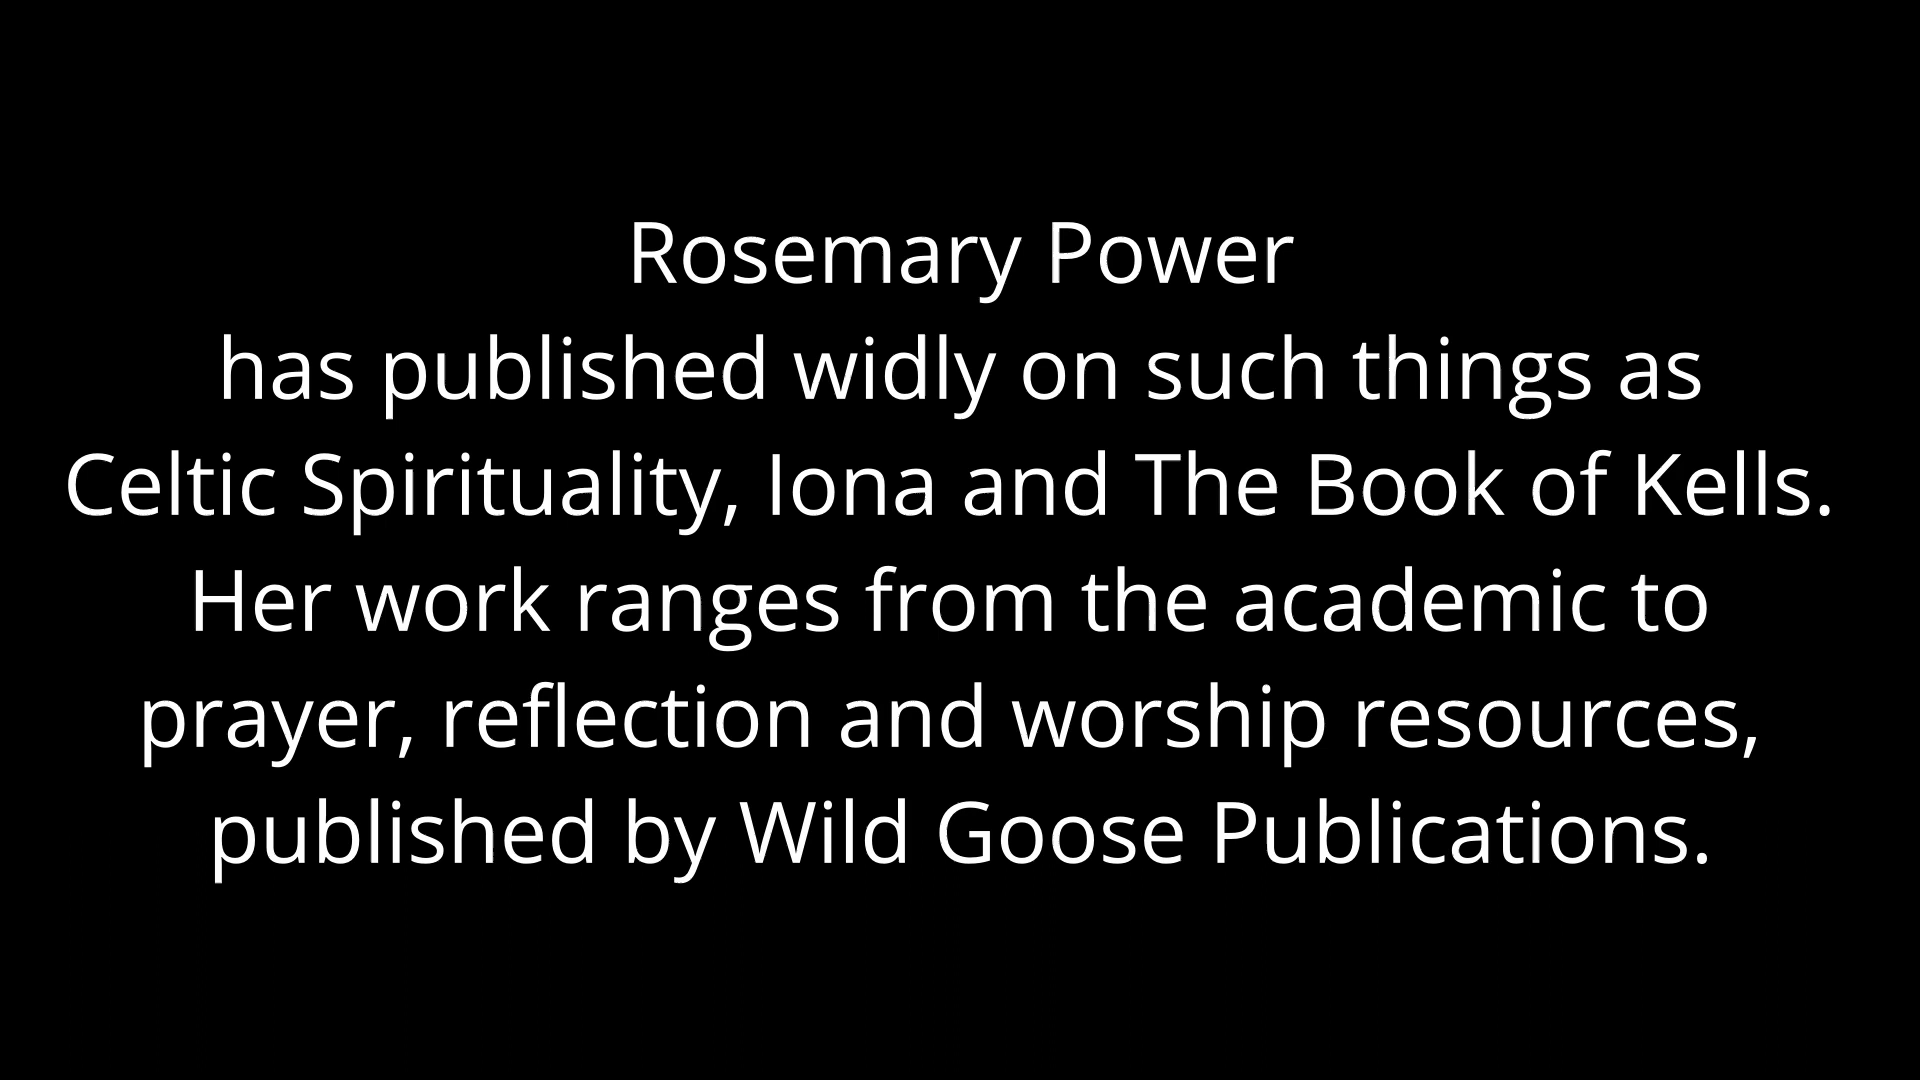 Rosemary Power
has published widly on such things as
Celtic Spirituality, Iona and The Book of Kells.
Her work ranges from the academic to
prayer, reflection and worship resources,
published by Wild Goose Publications.